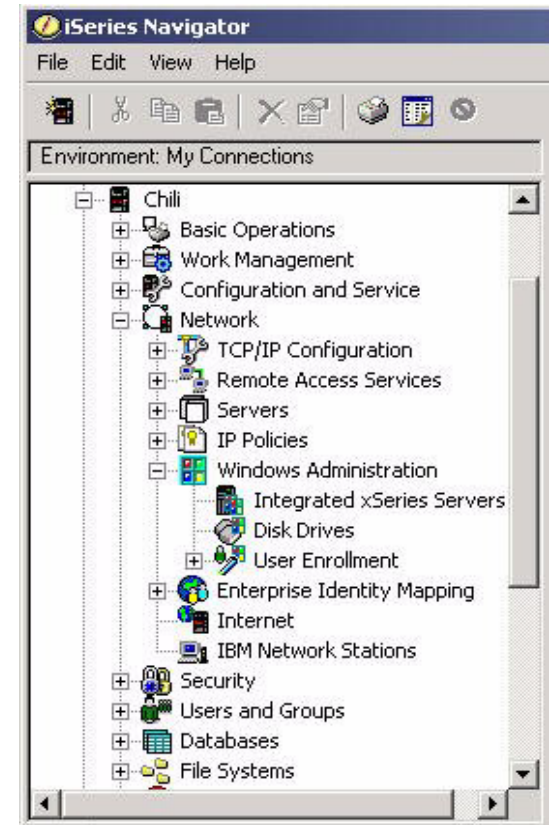 iSeries Navigator
File Edit View Help
Environment: My Connections
Chili
Basic Operations
Work Management
Configuration and Service
Network
TCP/IP Configuration
Remote Access Services
Servers
IP Policies
Windows Administration
Integrated xSeries Servers
Disk Drives
User Enrollment
Enterprise Identity Mapping
Internet
IBM Network Stations
Security
Users and Groups
Databases
File Systems